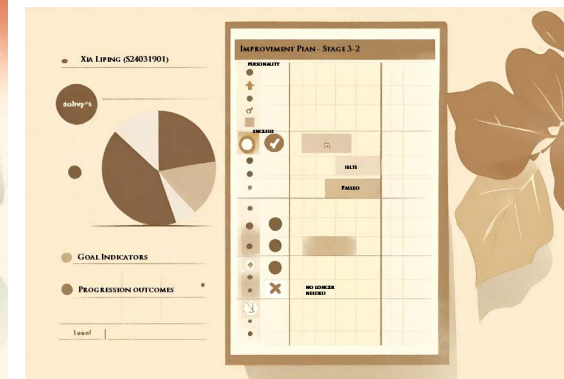 Xia Liping (S24031901)
Goal Indicators
Progression outcomes
Improvement Plan - Stage 3-2
Personality
English
IELTS
Passed
No longer
needed